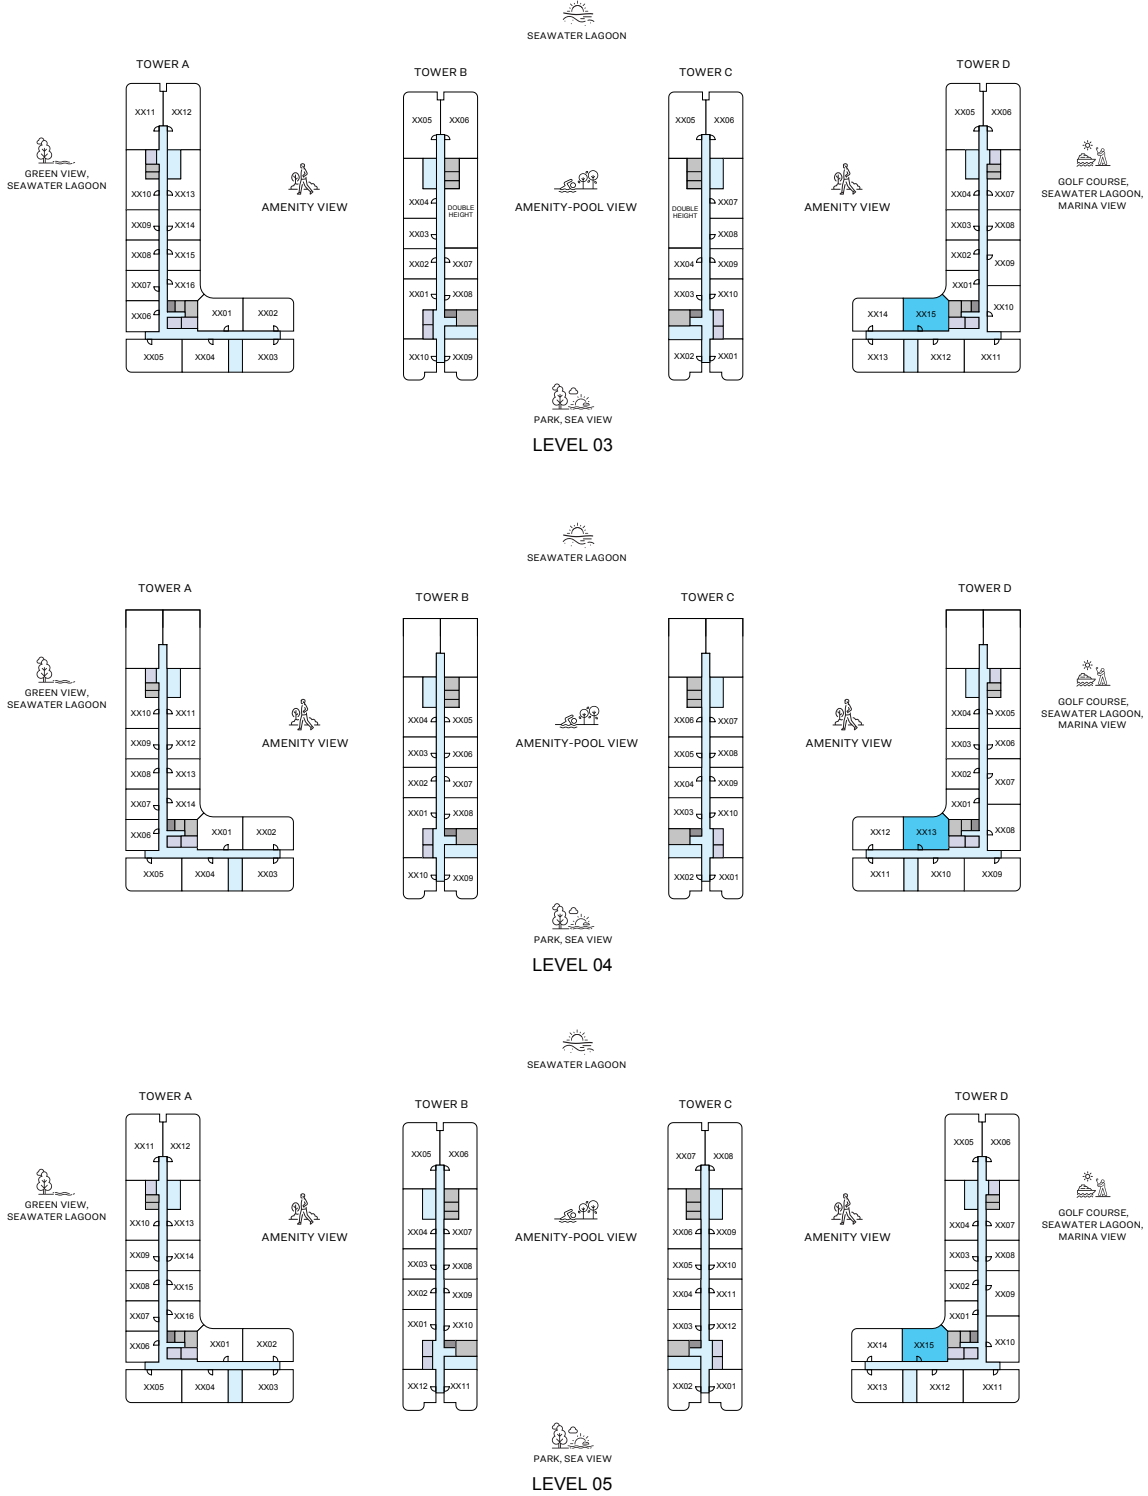 SEAWATER LAGOON
TOWER A
TOWER B
TOWER C
TOWER D
XX11 XX12
XX05 XX06
XX05 XX06
XX05 XX06
GREEN VIEW,
SEAWATER LAGOON
AMENITY VIEW
AMENITY-POOL VIEW
AMENITY VIEW
GOLF COURSE,
SEAWATER LAGOON,
MARINA VIEW
XX10 XX13
XX09 XX14
XX08 XX15
XX07 XX16
XX06
XX01 XX02
XX05 XX04 XX03
XX04
DOUBLE
HEIGHT
XX03
XX02 XX07
XX01 XX08
XX10 XX09
DOUBLE
HEIGHT
XX07
XX08
XX04 XX09
XX03 XX10
XX02 XX01
XX04 XX07
XX03 XX08
XX02 XX09
XX01
XX10
XX14 XX15
XX13 XX12 XX11
PARK, SEA VIEW
LEVEL 03
SEAWATER LAGOON
TOWER A
TOWER B
TOWER C
TOWER D
GREEN VIEW,
SEAWATER LAGOON
AMENITY VIEW
AMENITY-POOL VIEW
AMENITY VIEW
GOLF COURSE,
SEAWATER LAGOON,
MARINA VIEW
XX10 XX11
XX09 XX12
XX08 XX13
XX07 XX14
XX06
XX01 XX02
XX05 XX04 XX03
XX04 XX05
XX03 XX06
XX02 XX07
XX01 XX08
XX10 XX09
XX06 XX07
XX05 XX08
XX04 XX09
XX03 XX10
XX02 XX01
XX04 XX05
XX03 XX06
XX02 XX07
XX01
XX08
XX12 XX13
XX11 XX10 XX09
PARK, SEA VIEW
LEVEL 04
SEAWATER LAGOON
TOWER A
TOWER B
TOWER C
TOWER D
XX11 XX12
XX05 XX06
XX07 XX08
XX05 XX06
GREEN VIEW,
SEAWATER LAGOON
AMENITY VIEW
AMENITY-POOL VIEW
AMENITY VIEW
GOLF COURSE,
SEAWATER LAGOON,
MARINA VIEW
XX10 XX13
XX09 XX14
XX08 XX15
XX07 XX16
XX06
XX01 XX02
XX05 XX04 XX03
XX04 XX07
XX03 XX08
XX02 XX09
XX01 XX10
XX12 XX11
XX06 XX09
XX05 XX10
XX04 XX11
XX03 XX12
XX02 XX01
XX04 XX07
XX03 XX08
XX02 XX09
XX01
XX10
XX14 XX15
XX13 XX12 XX11
PARK, SEA VIEW
LEVEL 05